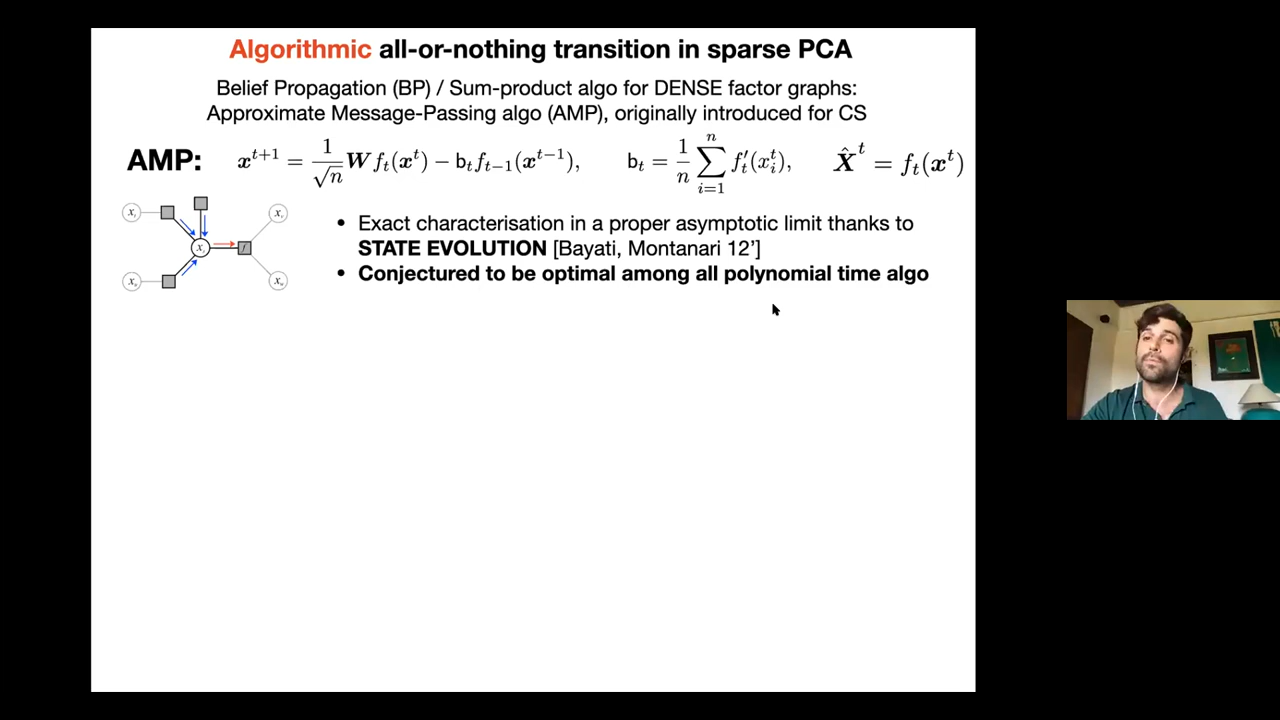 Algorithmic all-or-nothing transition in sparse PCA
Belief Propagation (BP) / Sum-product algo for DENSE factor graphs:
Approximate Message-Passing algo (AMP), originally introduced for CS
AMP: x^{t+1} = \frac{1}{\sqrt{n}} W f_t(x^t) − b_t f_{t−1}(x^{t−1}), b_t = \frac{1}{n} \sum_{i=1}^{n} f'_t(x_i^t), \hat{X}^t = f_t(x^t)
• Exact characterisation in a proper asymptotic limit thanks to
STATE EVOLUTION [Bayati, Montanari 12’]
• Conjectured to be optimal among all polynomial time algo